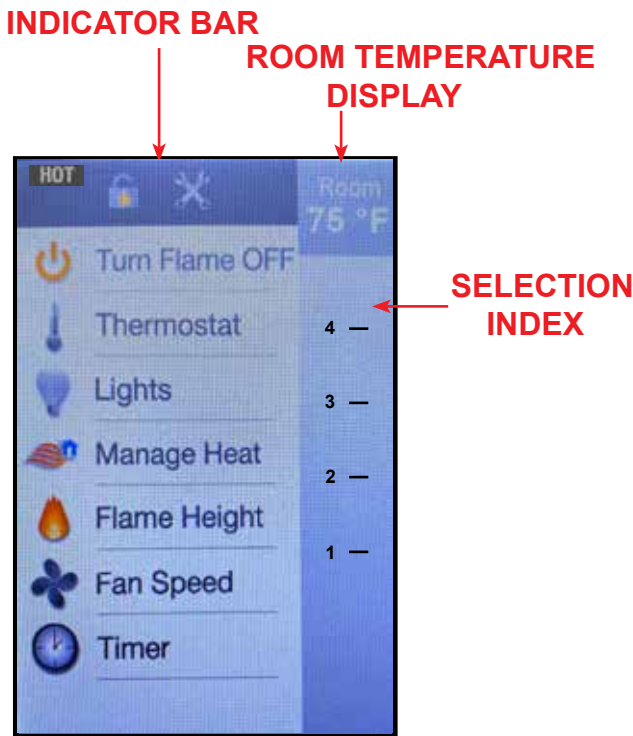 INDICATOR BAR
ROOM TEMPERATURE
DISPLAY
HOT
Room
75 °F
Turn Flame OFF
Thermostat
Lights
Manage Heat
Flame Height
Fan Speed
Timer
SELECTION
INDEX
4
3
2
1